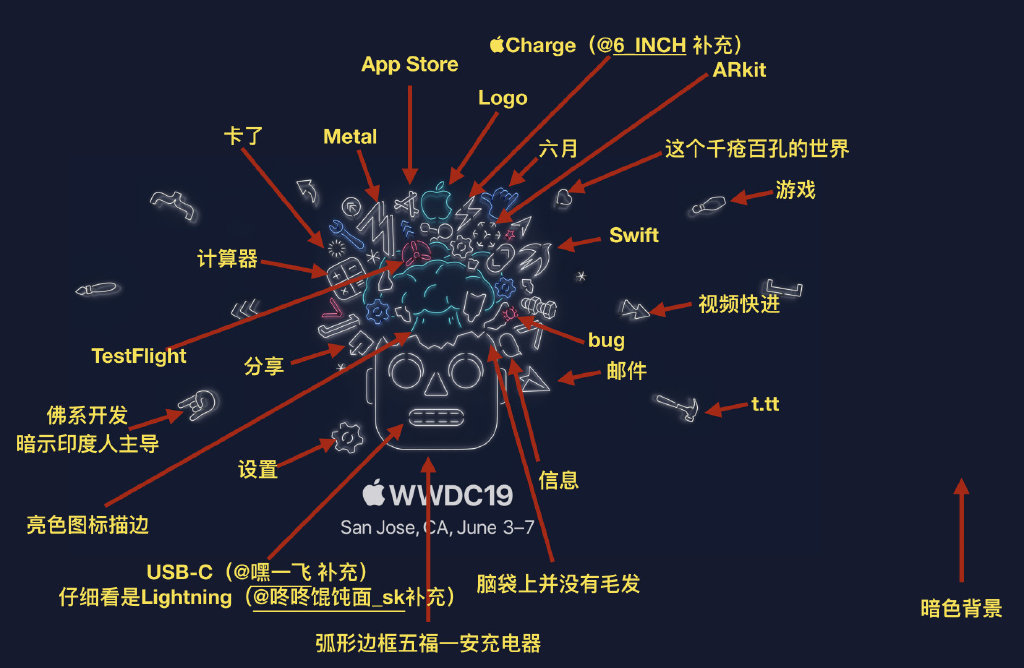 Charge（@6_INCH 补充）
App Store
ARkit
Logo
卡了
Metal
六月
这个千疮百孔的世界
游戏
Swift
计算器
视频快进
TestFlight
bug
分享
邮件
佛系开发
暗示印度人主导
t.tt
设置
信息
WWDC19
亮色图标描边
San Jose, CA, June 3–7
USB-C（@嘿一飞 补充）
脑袋上并没有毛发
仔细看是Lightning（@咚咚馄饨面_sk补充）
暗色背景
弧形边框五福一安充电器